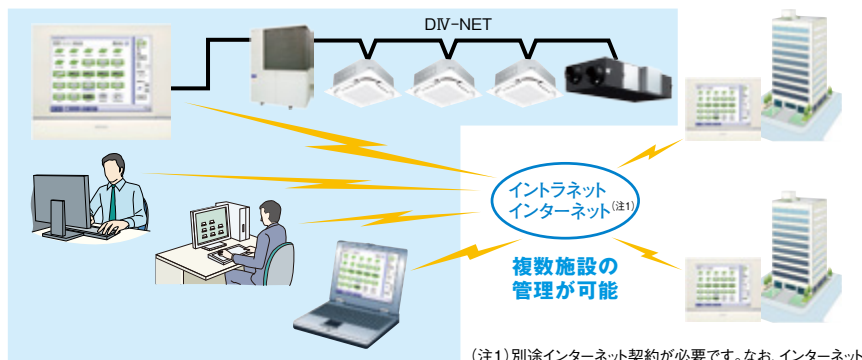 DIV-NET
イントラネット
インターネット(注1)
複数施設の
管理が可能
(注1)別途インターネット契約が必要です。なお、インターネット